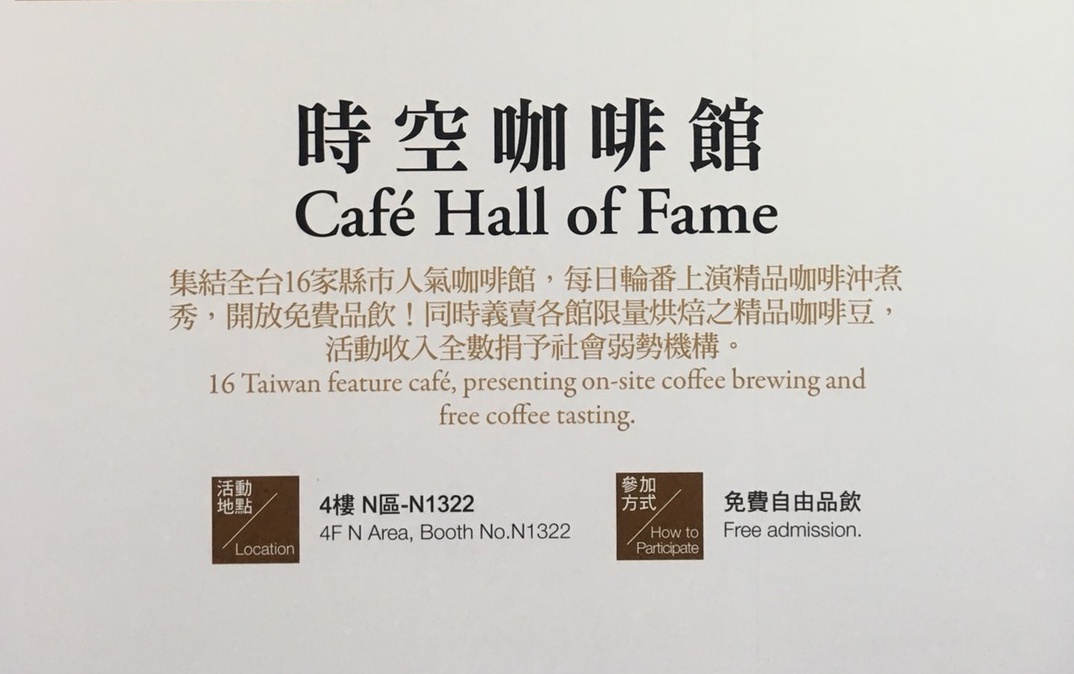 時空咖啡館
Café Hall of Fame
集結全台16家縣市人氣咖啡館，每日輪番上演精品咖啡沖煮
秀，開放免費品飲！同時義賣各館限量烘焙之精品咖啡豆，
活動收入全數捐予社會弱勢機構。
16 Taiwan feature café, presenting on-site coffee brewing and
free coffee tasting.
活動
地點
Location
4樓 N區-N1322
4F N Area, Booth No.N1322
參加
方式
How to
Participate
免費自由品飲
Free admission.